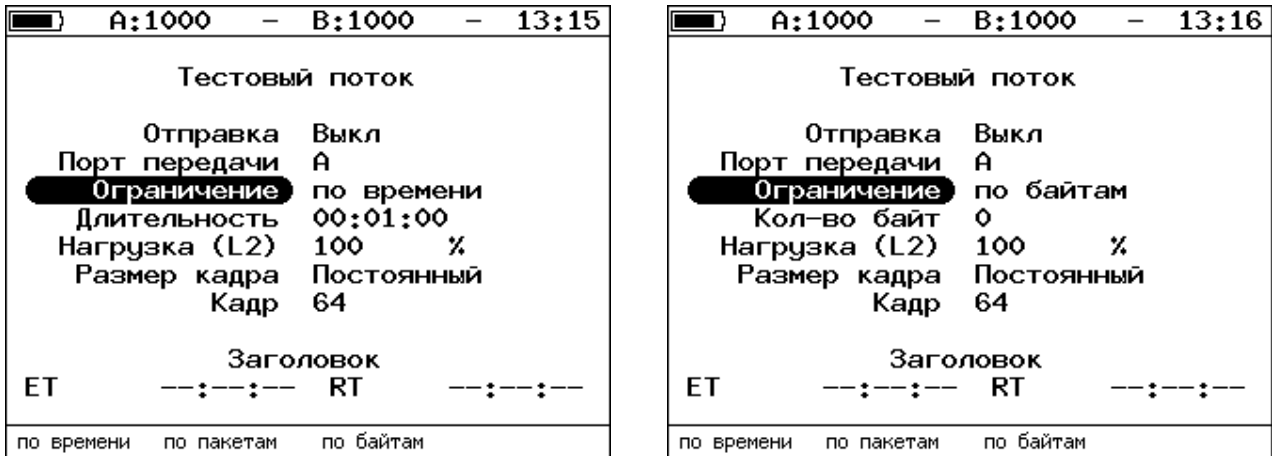 A:1000 – B:1000 – 13:15
Тестовый поток
Отправка Выкл
Порт передачи A
Ограничение по времени
Длительность 00:01:00
Нагрузка (L2) 100 %
Размер кадра Постоянный
Кадр 64
Заголовок
ET --:--:-- RT --:--:--
по времени по пакетам по байтам
A:1000 – B:1000 – 13:16
Тестовый поток
Отправка Выкл
Порт передачи A
Ограничение по байтам
Кол-во байт 0
Нагрузка (L2) 100 %
Размер кадра Постоянный
Кадр 64
Заголовок
ET --:--:-- RT --:--:--
по времени по пакетам по байтам